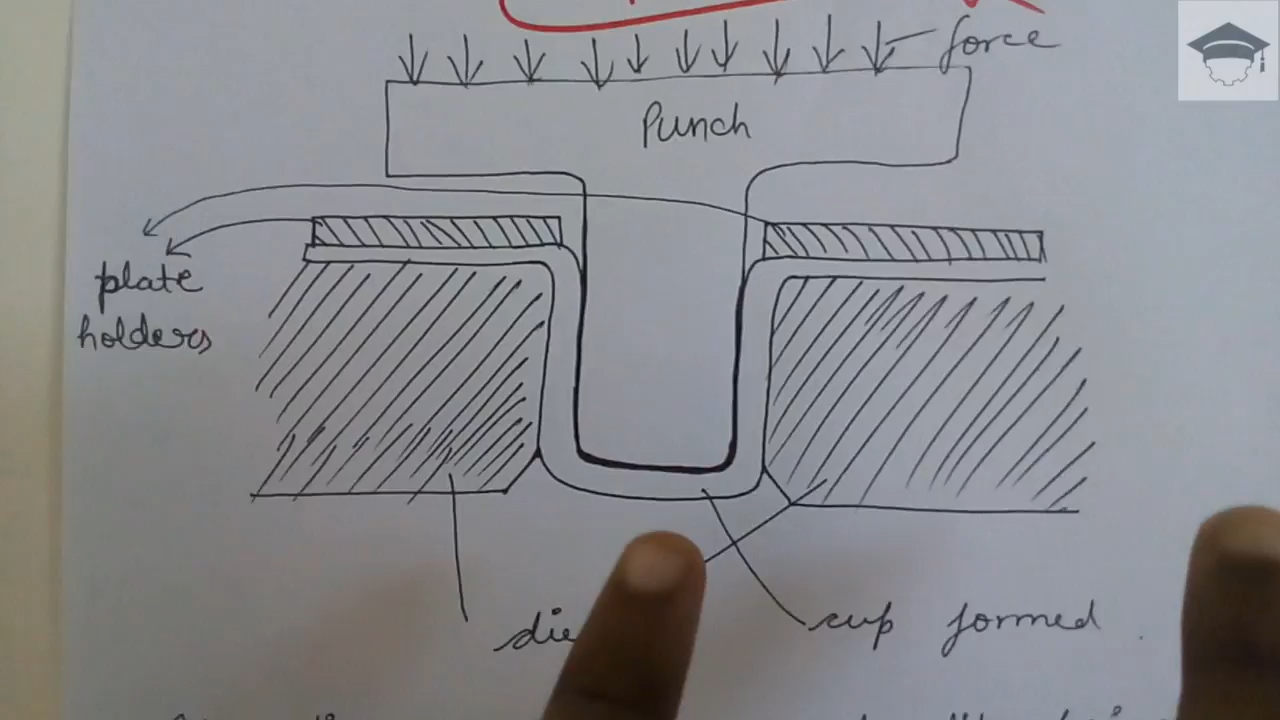 force
Punch
plate
holders
die
cup formed